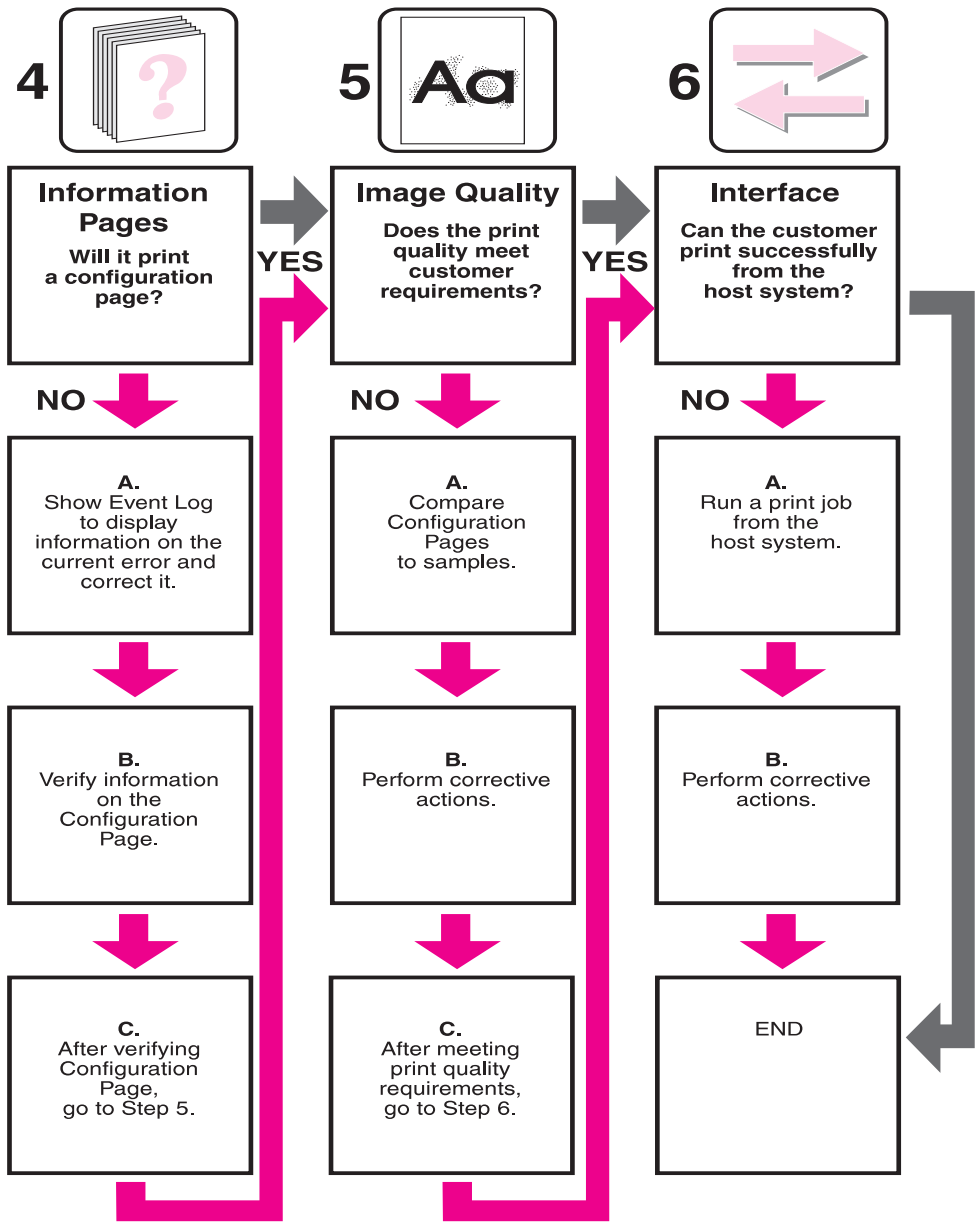 4
Information
Pages
Will it print
a configuration
page?
YES
NO
A.
Show Event Log
to display
information on the
current error and
correct it.
B.
Verify information
on the
Configuration
Page.
C.
After verifying
Configuration
Page,
go to Step 5.
5
Aa
Image Quality
Does the print
quality meet
customer
requirements?
YES
NO
A.
Compare
Configuration
Pages
to samples.
B.
Perform corrective
actions.
C.
After meeting
print quality
requirements,
go to Step 6.
6
Interface
Can the customer
print successfully
from the
host system?
NO
A.
Run a print job
from the
host system.
B.
Perform corrective
actions.
END
?